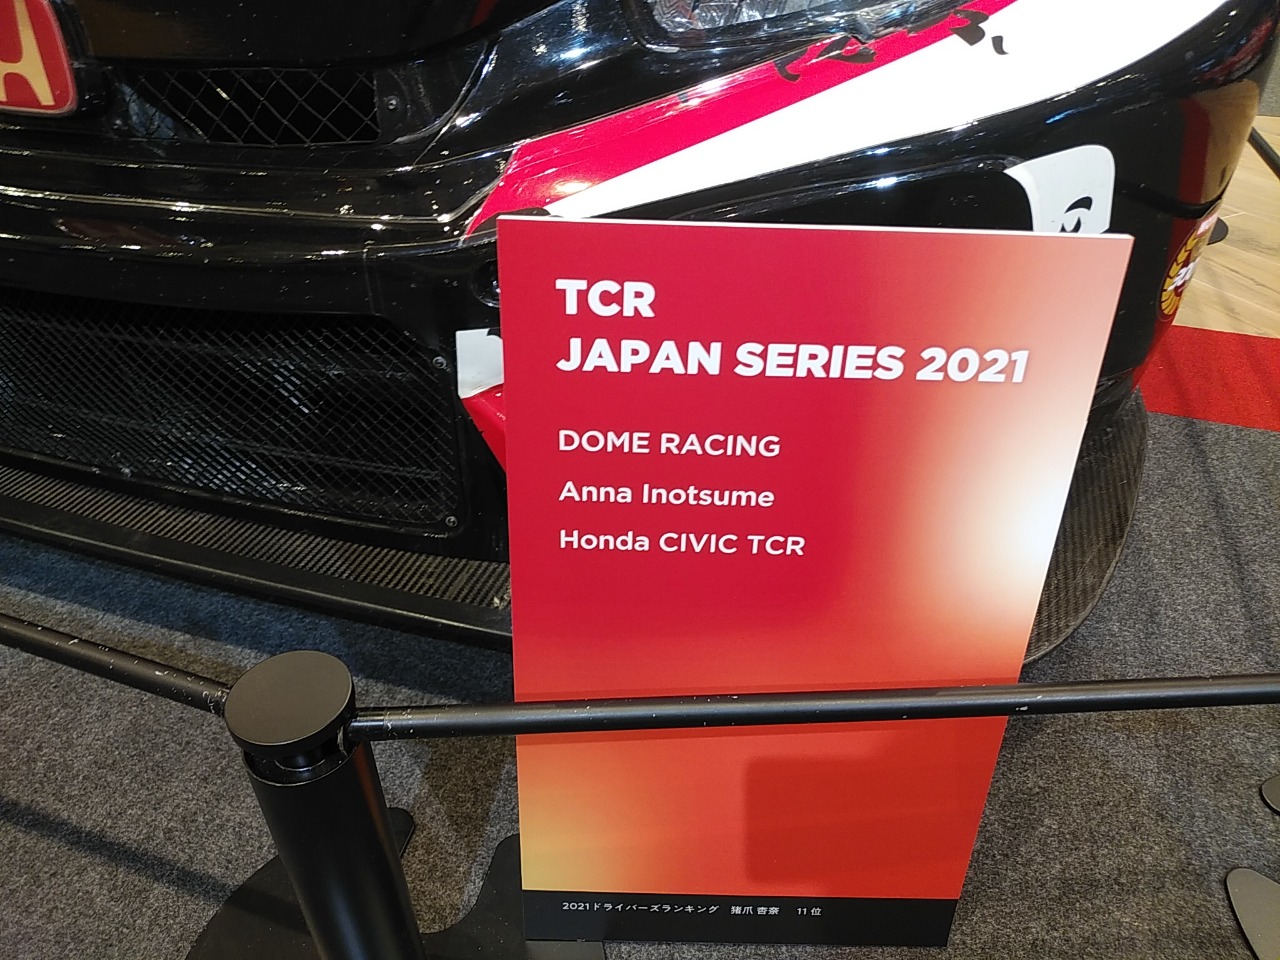 TCR
JAPAN SERIES 2021
DOME RACING
Anna Inotsume
Honda CIVIC TCR
2021ドライバーズランキング 猪爪 杏奈 11位